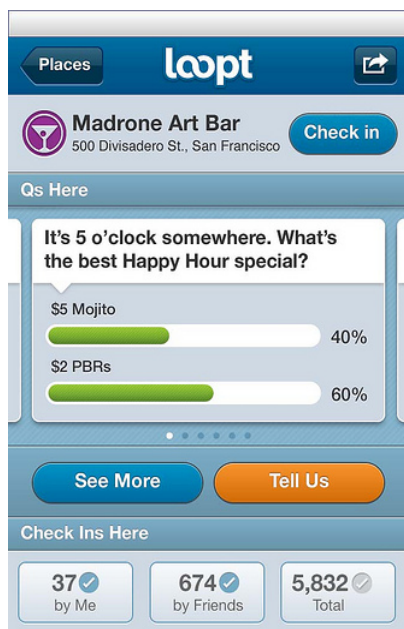 Places
loopt
Madrone Art Bar
500 Divisadero St., San Francisco
Check in
Qs Here
It's 5 o'clock somewhere. What's
the best Happy Hour special?
$5 Mojito
40%
$2 PBRs
60%
See More
Tell Us
Check Ins Here
37
by Me
674
by Friends
5,832
Total